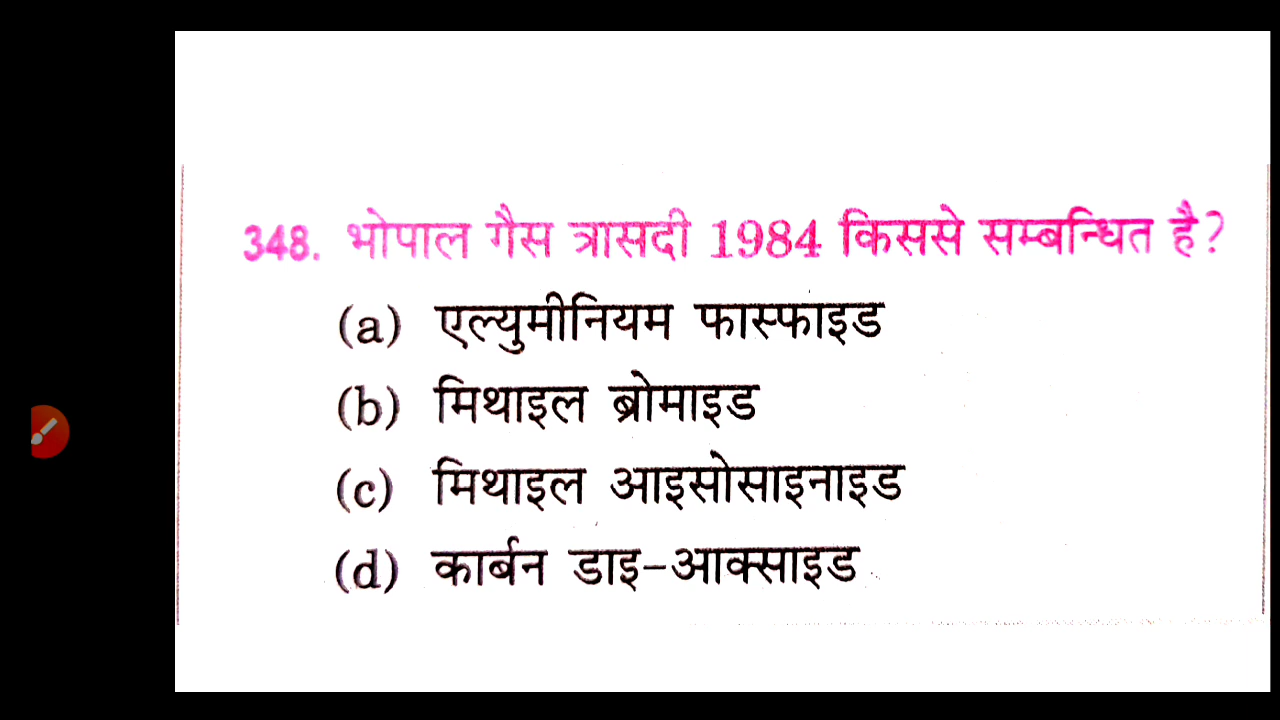 348. भोपाल गैस त्रासदी 1984 किससे सम्बन्धित है?
(a) एल्युमीनियम फास्फाइड
(b) मिथाइल ब्रोमाइड
(c) मिथाइल आइसोसाइनाइड
(d) कार्बन डाइ-आक्साइड